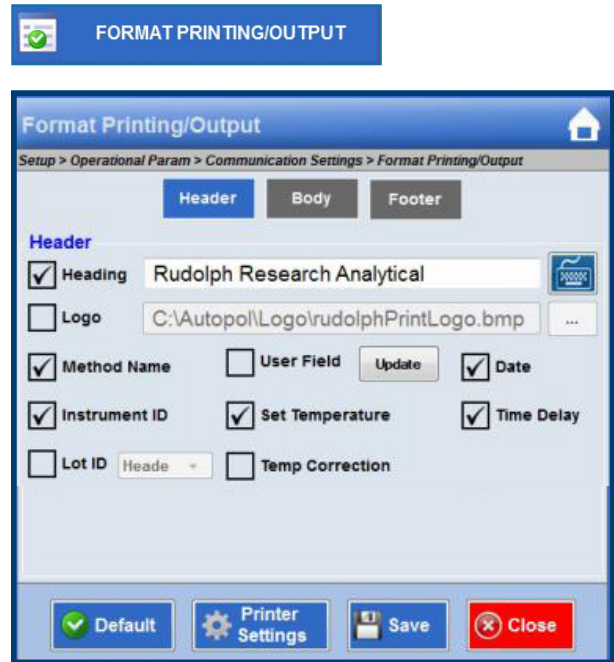 FORMAT PRINTING/OUTPUT
Format Printing/Output
Setup > Operational Param > Communication Settings > Format Printing/Output
Header Body Footer
Header
Heading Rudolph Research Analytical
Logo C:\Autopol\Logo\rudolphPrintLogo.bmp ...
Method Name User Field Update Date
Instrument ID Set Temperature Time Delay
Lot ID Heade Temp Correction
Default Printer Settings Save Close